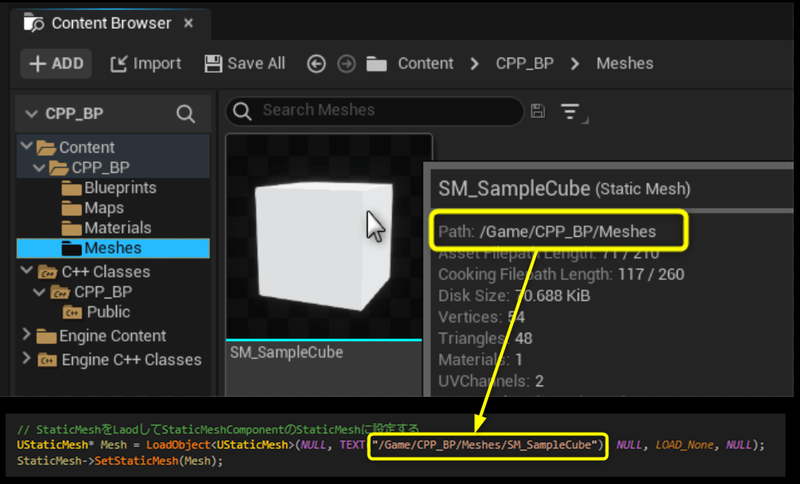 Content Browser
ADD Import Save All Content CPP_BP Meshes
CPP_BP
Search Meshes
Content
CPP_BP
Blueprints
Maps
Materials
Meshes
C++ Classes
CPP_BP
Public
Engine Content
Engine C++ Classes
SM_SampleCube
SM_SampleCube (Static Mesh)
Path: /Game/CPP_BP/Meshes
Asset Filepath Length: 71 / 210
Cooking Filepath Length: 117 / 260
Disk Size: 70.688 KiB
Vertices: 54
Triangles: 48
Materials: 1
UVChannels: 2
// StaticMeshをLaodしてStaticMeshComponentのStaticMeshに設定する
UStaticMesh* Mesh = LoadObject<UStaticMesh>(NULL, TEXT("/Game/CPP_BP/Meshes/SM_SampleCube"), NULL, LOAD_None, NULL);
StaticMesh->SetStaticMesh(Mesh);